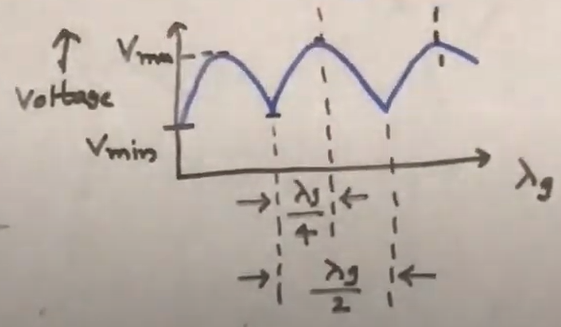 Vmax
Voltage
Vmin
λg
λg/4
λg/2